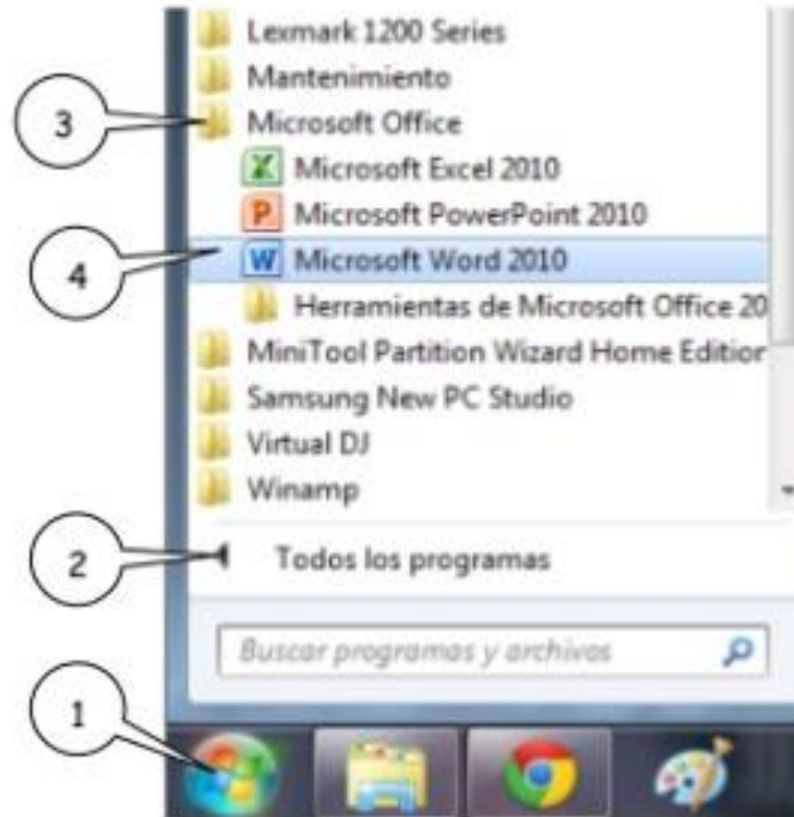 Lexmark 1200 Series
Mantenimiento
3
Microsoft Office
Microsoft Excel 2010
Microsoft PowerPoint 2010
4
Microsoft Word 2010
Herramientas de Microsoft Office 20
MiniTool Partition Wizard Home Edition
Samsung New PC Studio
Virtual DJ
Winamp
2
Todos los programas
Buscar programas y archivos
1